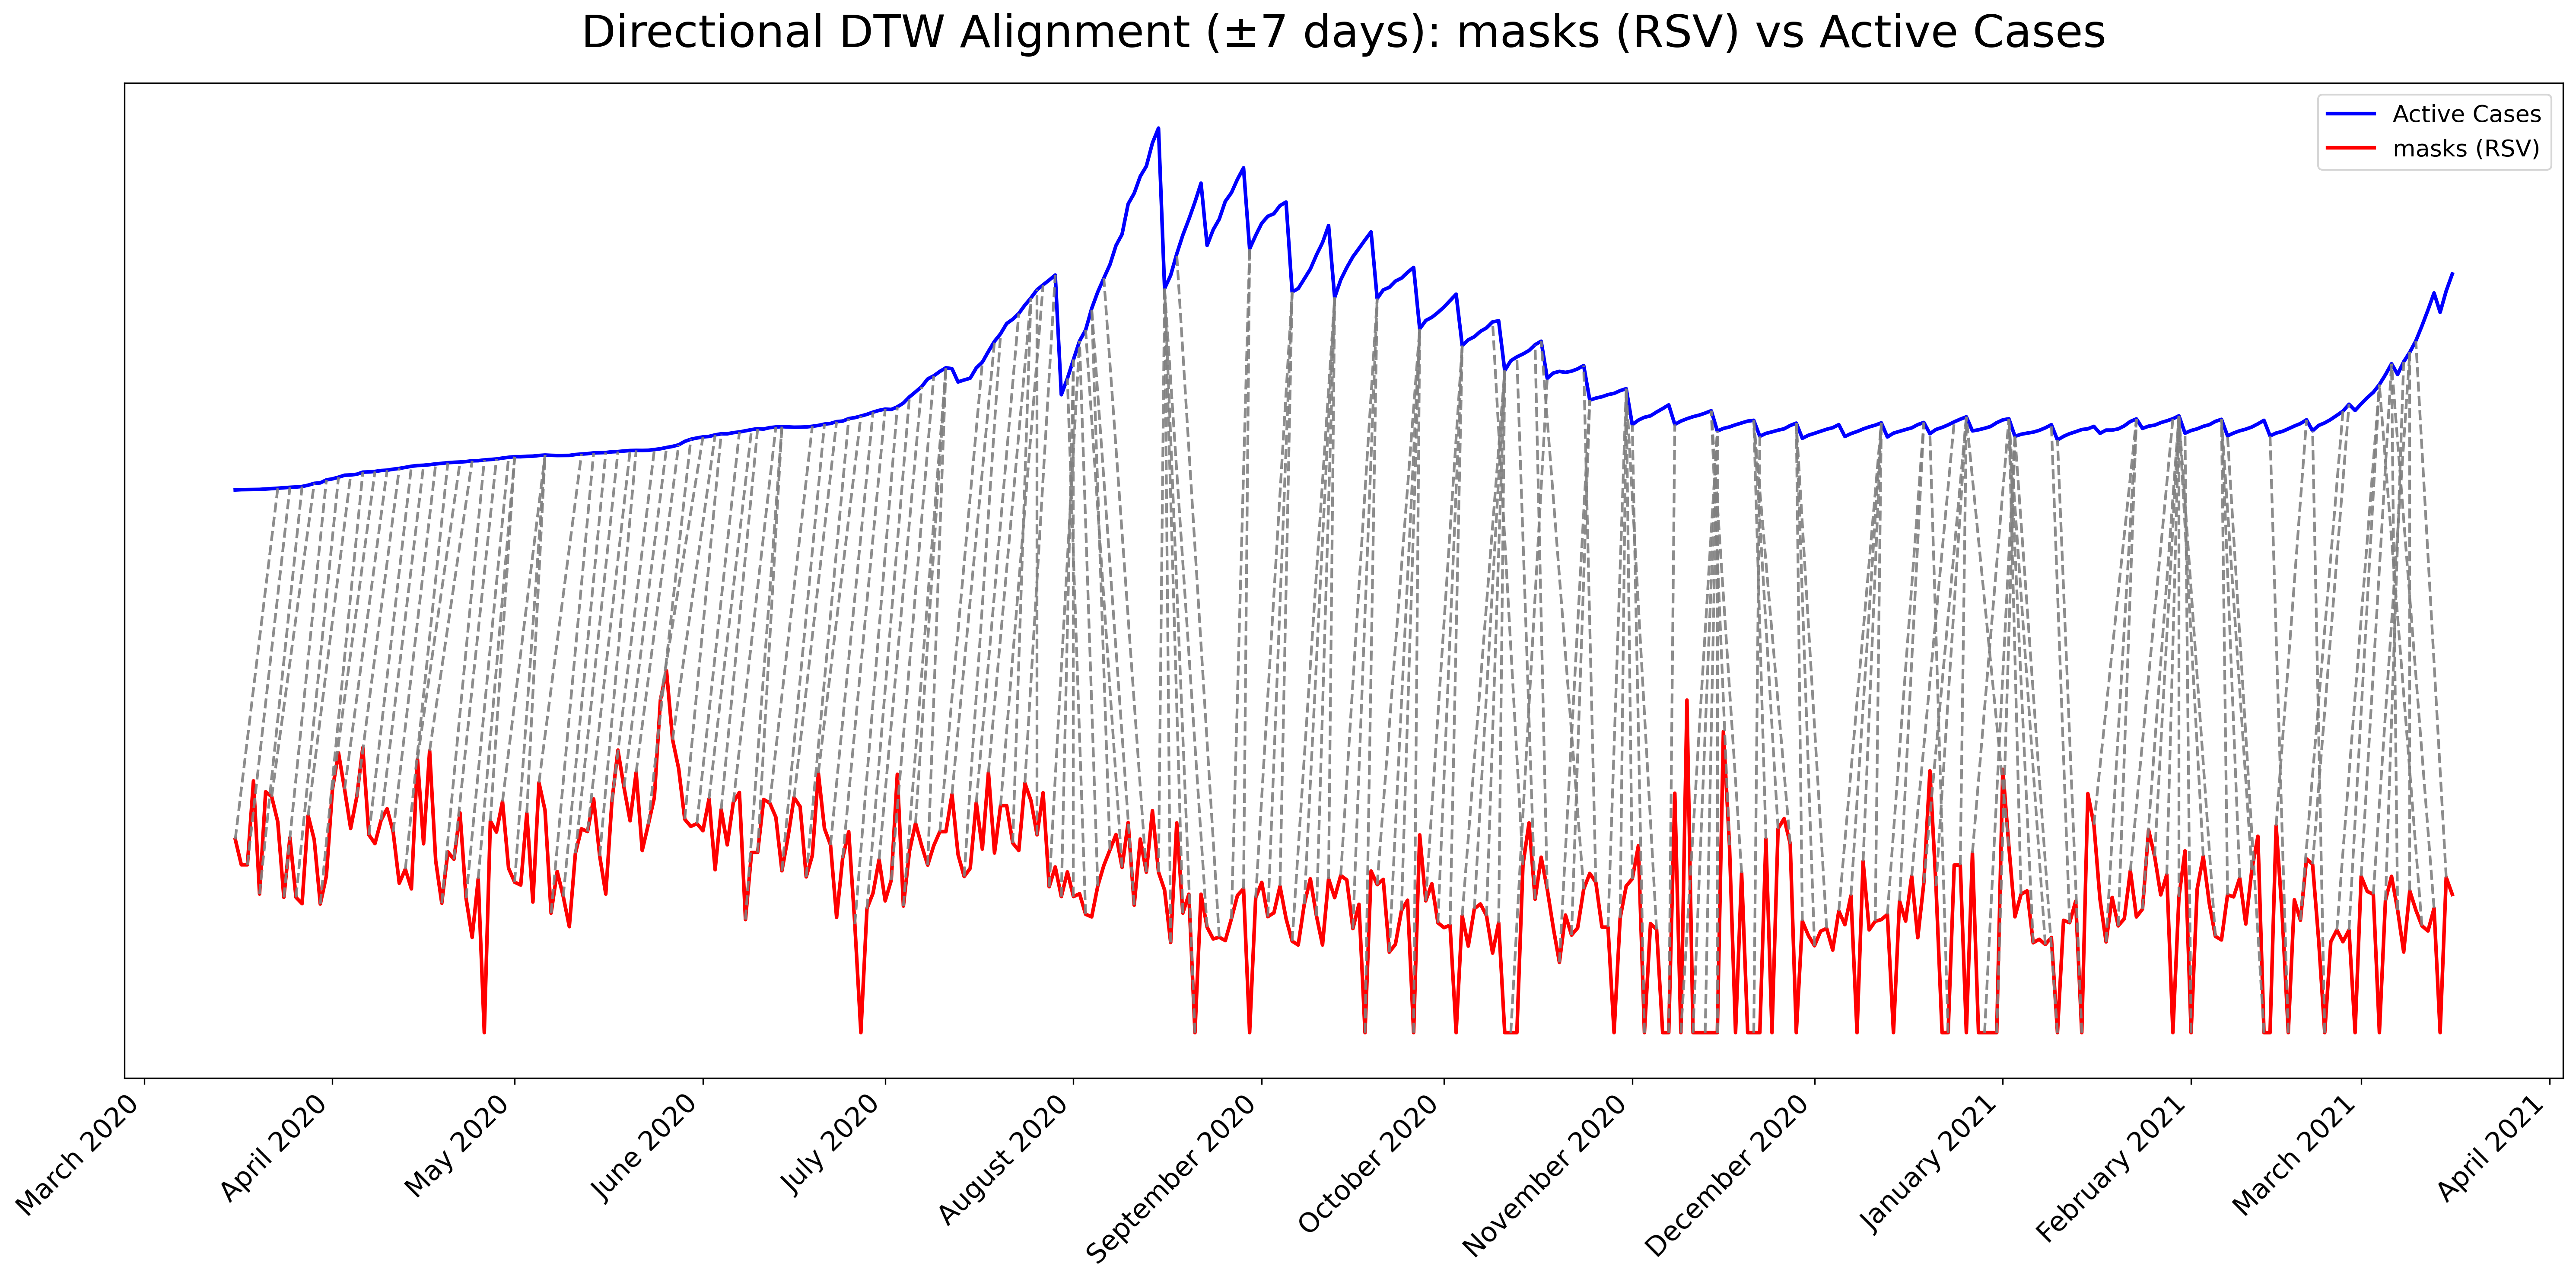 Directional DTW Alignment (±7 days): masks (RSV) vs Active Cases
Active Cases
masks (RSV)
March 2020
April 2020
May 2020
June 2020
July 2020
August 2020
September 2020
October 2020
November 2020
December 2020
January 2021
February 2021
March 2021
April 2021